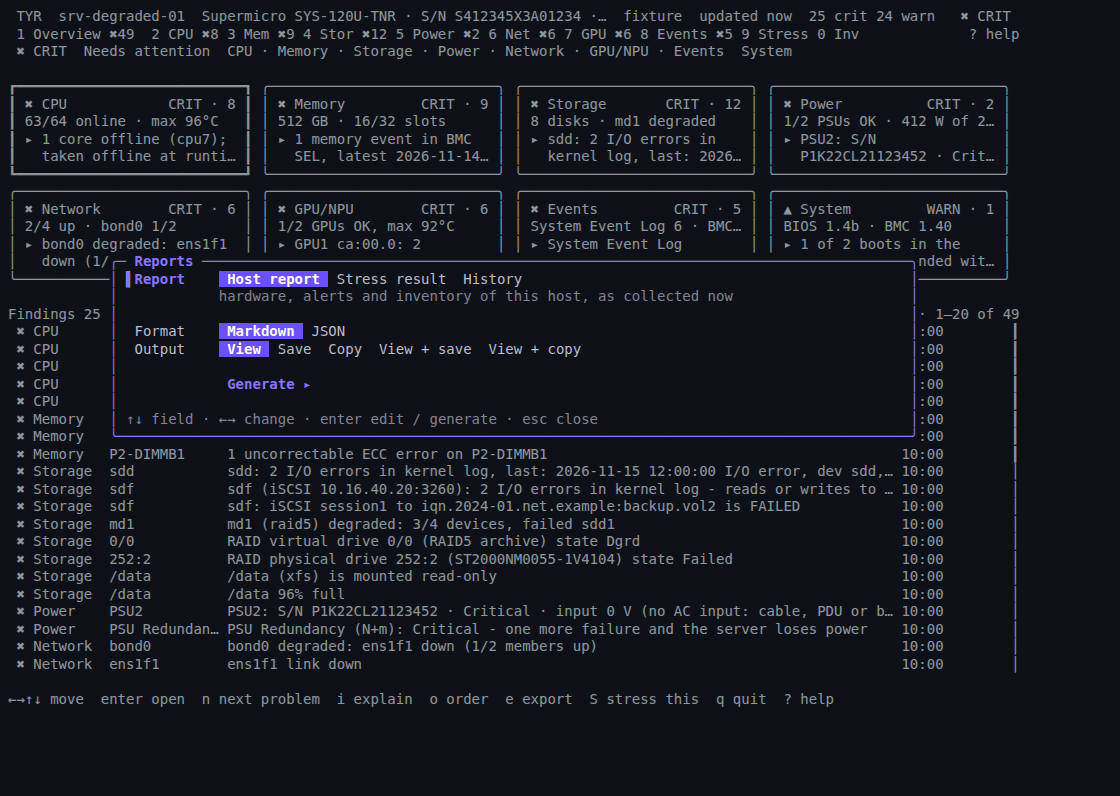 TYR  srv-degraded-01  Supermicro SYS-120U-TNR · S/N S412345X3A01234 ·…  fixture  updated now  25 crit 24 warn   ✖ CRIT
1 Overview ✖49  2 CPU ✖8 3 Mem ✖9 4 Stor ✖12 5 Power ✖2 6 Net ✖6 7 GPU ✖6 8 Events ✖5 9 Stress 0 Inv   ? help
✖ CRIT  Needs attention  CPU · Memory · Storage · Power · Network · GPU/NPU · Events  System
✖ CPU   CRIT · 8   ✖ Memory   CRIT · 9   ✖ Storage   CRIT · 12   ✖ Power   CRIT · 2
63/64 online · max 96°C   512 GB · 16/32 slots   8 disks · md1 degraded   1/2 PSUs OK · 412 W of 2…
▸ 1 core offline (cpu7);   ▸ 1 memory event in BMC   ▸ sdd: 2 I/O errors in   ▸ PSU2: S/N
taken offline at runti…   SEL, latest 2026-11-14…   kernel log, last: 2026…   P1K22CL21123452 · Crit…
✖ Network   CRIT · 6   ✖ GPU/NPU   CRIT · 6   ✖ Events   CRIT · 5   ▲ System   WARN · 1
2/4 up · bond0 1/2   1/2 GPUs OK, max 92°C   System Event Log 6 · BMC…   BIOS 1.4b · BMC 1.40
▸ bond0 degraded: ens1f1   ▸ GPU1 ca:00.0: 2   ▸ System Event Log   ▸ 1 of 2 boots in the
down (1/   Reports   nded wit…
Report   Host report  Stress result  History
hardware, alerts and inventory of this host, as collected now
Findings 25   · 1–20 of 49
✖ CPU   Format   Markdown  JSON   :00
✖ CPU   Output   View  Save  Copy  View + save  View + copy   :00
✖ CPU   :00
✖ CPU   Generate ▸   :00
✖ CPU   :00
✖ Memory   ↑↓ field · ←→ change · enter edit / generate · esc close   :00
✖ Memory   :00
✖ Memory   P2-DIMMB1   1 uncorrectable ECC error on P2-DIMMB1   10:00
✖ Storage  sdd   sdd: 2 I/O errors in kernel log, last: 2026-11-15 12:00:00 I/O error, dev sdd,…  10:00
✖ Storage  sdf   sdf (iSCSI 10.16.40.20:3260): 2 I/O errors in kernel log - reads or writes to …  10:00
✖ Storage  sdf   sdf: iSCSI session1 to iqn.2024-01.net.example:backup.vol2 is FAILED   10:00
✖ Storage  md1   md1 (raid5) degraded: 3/4 devices, failed sdd1   10:00
✖ Storage  0/0   RAID virtual drive 0/0 (RAID5 archive) state Dgrd   10:00
✖ Storage  252:2   RAID physical drive 252:2 (ST2000NM0055-1V4104) state Failed   10:00
✖ Storage  /data   /data (xfs) is mounted read-only   10:00
✖ Storage  /data   /data 96% full   10:00
✖ Power   PSU2   PSU2: S/N P1K22CL21123452 · Critical · input 0 V (no AC input: cable, PDU or b…  10:00
✖ Power   PSU Redundan…  PSU Redundancy (N+m): Critical - one more failure and the server loses power   10:00
✖ Network  bond0   bond0 degraded: ens1f1 down (1/2 members up)   10:00
✖ Network  ens1f1   ens1f1 link down   10:00
←→↑↓ move  enter open  n next problem  i explain  o order  e export  S stress this  q quit  ? help